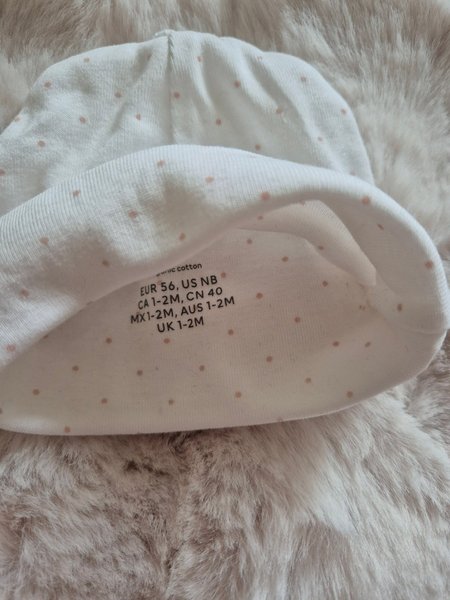 cotton
EUR 56, US NB
CA 1-2M, CN 40
MX1-2M, AUS 1-2M
UK 1-2M